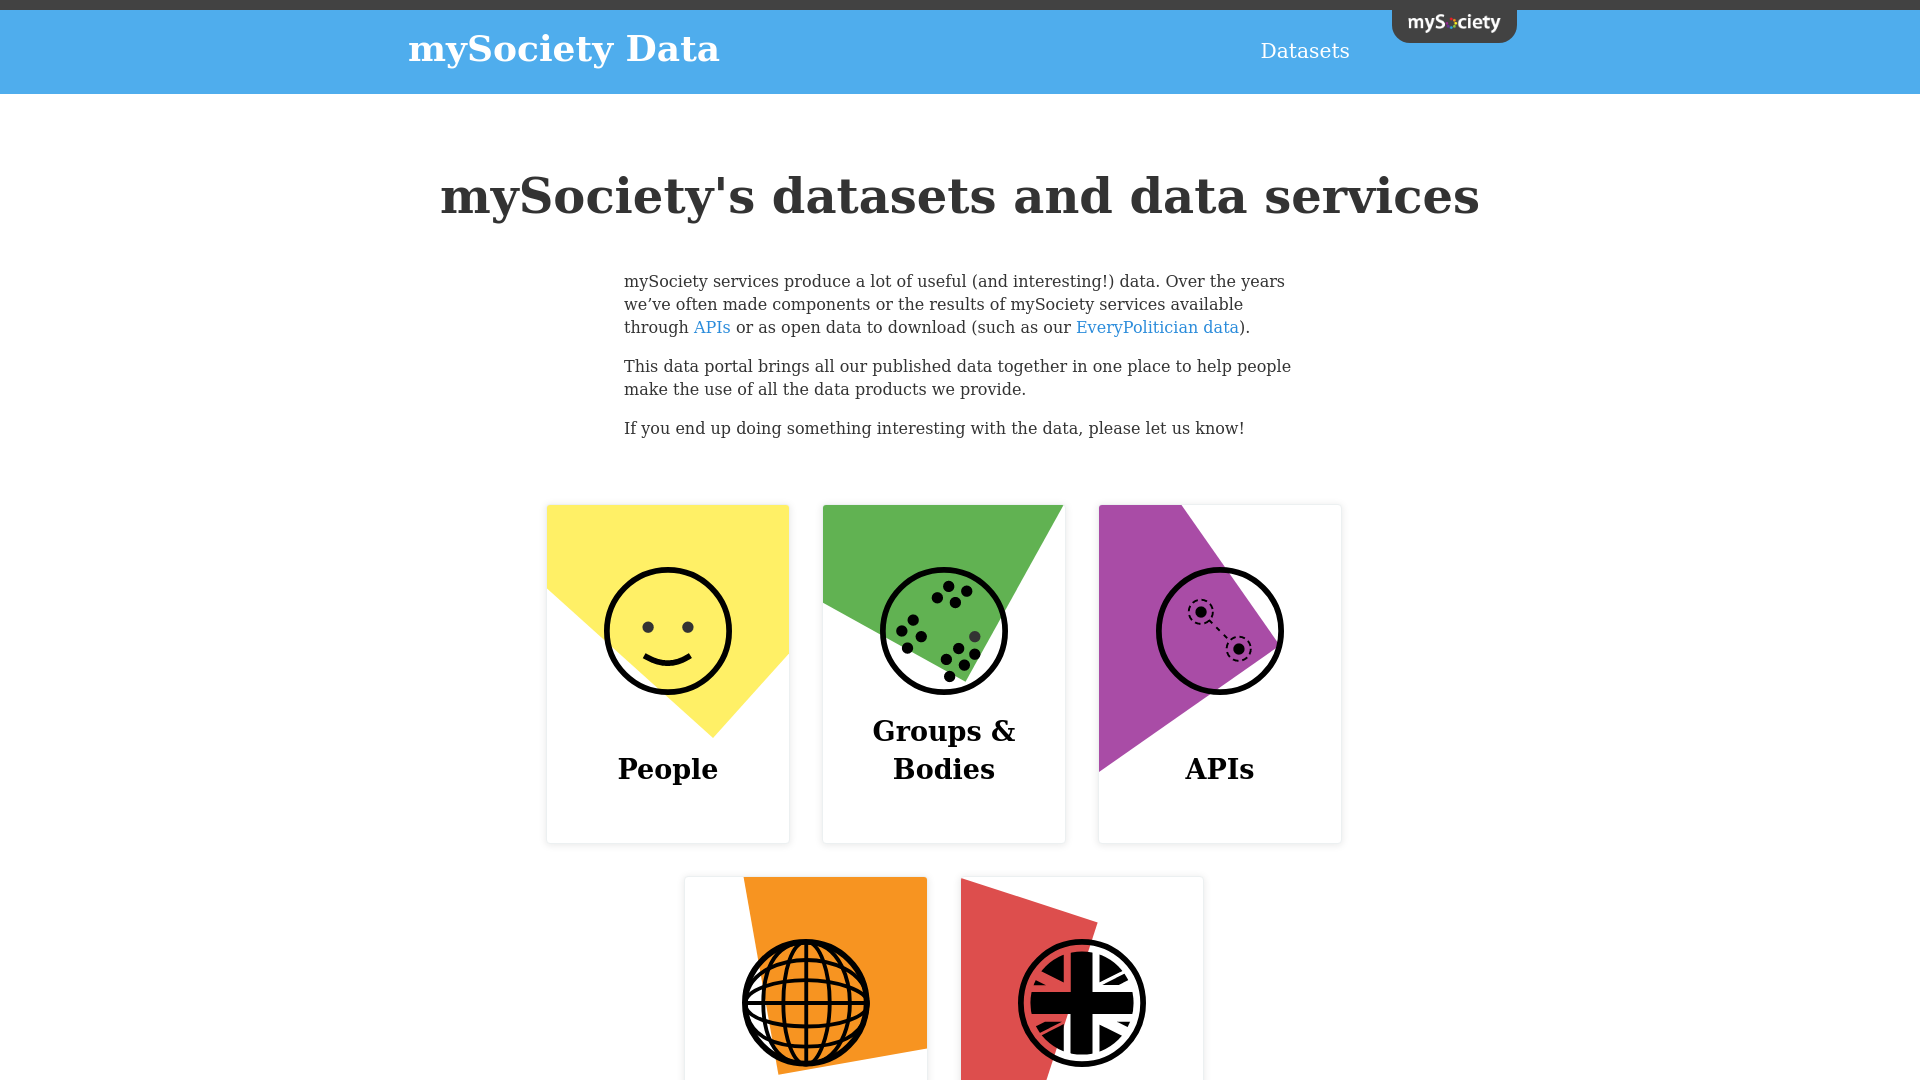 mySociety
mySociety Data
Datasets
mySociety's datasets and data services
mySociety services produce a lot of useful (and interesting!) data. Over the years
we’ve often made components or the results of mySociety services available
through APIs or as open data to download (such as our EveryPolitician data).
This data portal brings all our published data together in one place to help people
make the use of all the data products we provide.
If you end up doing something interesting with the data, please let us know!
People
Groups &
Bodies
APIs